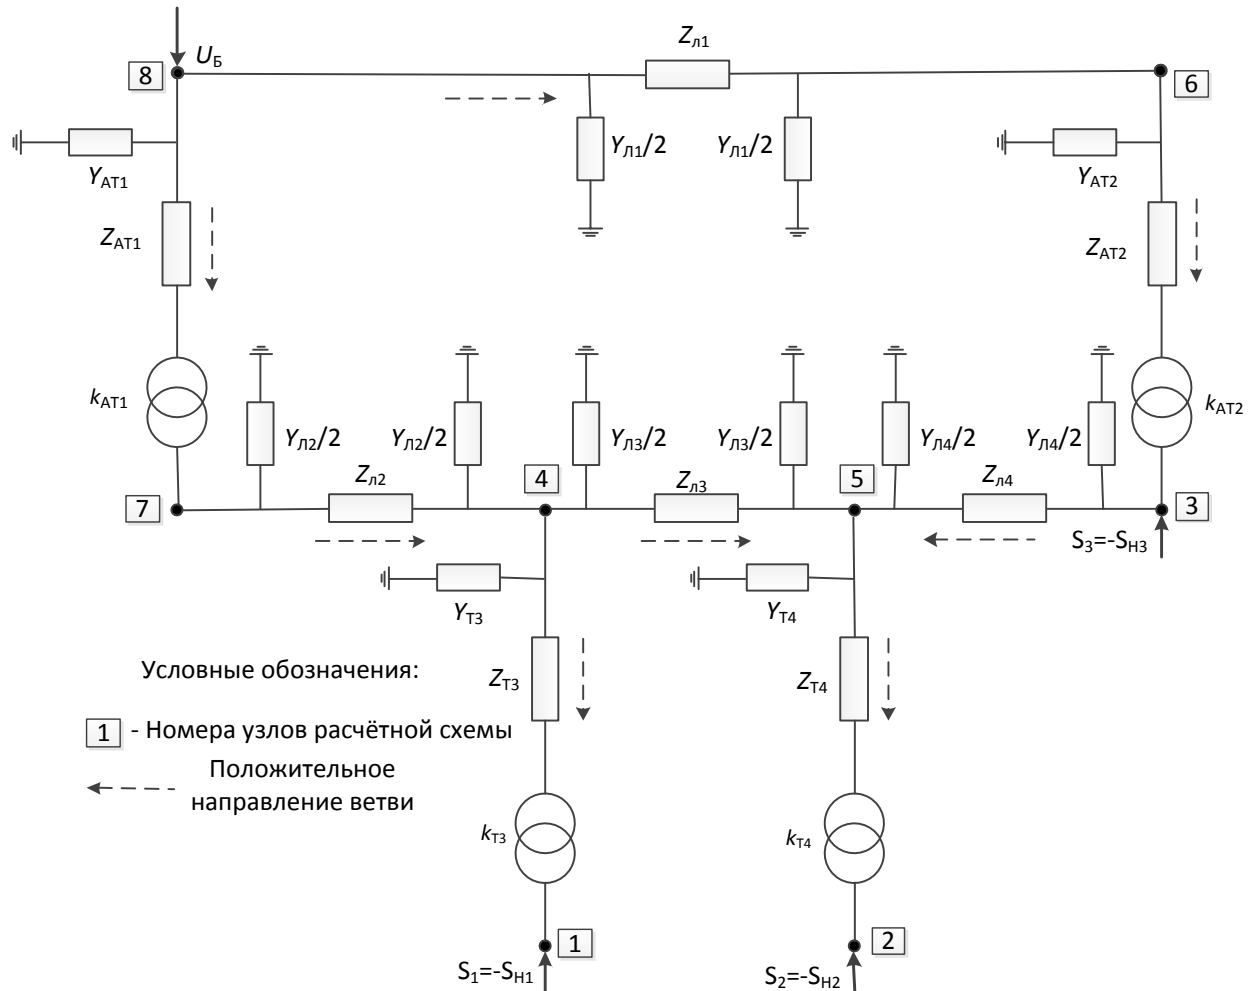 8
U_Б
Z_л1
6
Y_АТ1
Y_Л1/2
Y_Л1/2
Y_АТ2
Z_АТ1
Z_АТ2
k_АТ1
k_АТ2
Y_Л2/2
Y_Л2/2
Y_Л3/2
Y_Л3/2
Y_Л4/2
Y_Л4/2
7
Z_л2
4
Z_л3
5
Z_л4
3
S_3=-S_Н3
Y_Т3
Y_Т4
Z_Т3
Z_Т4
Условные обозначения:
1 - Номера узлов расчётной схемы
Положительное
направление ветви
k_Т3
k_Т4
1
2
S_1=-S_Н1
S_2=-S_Н2